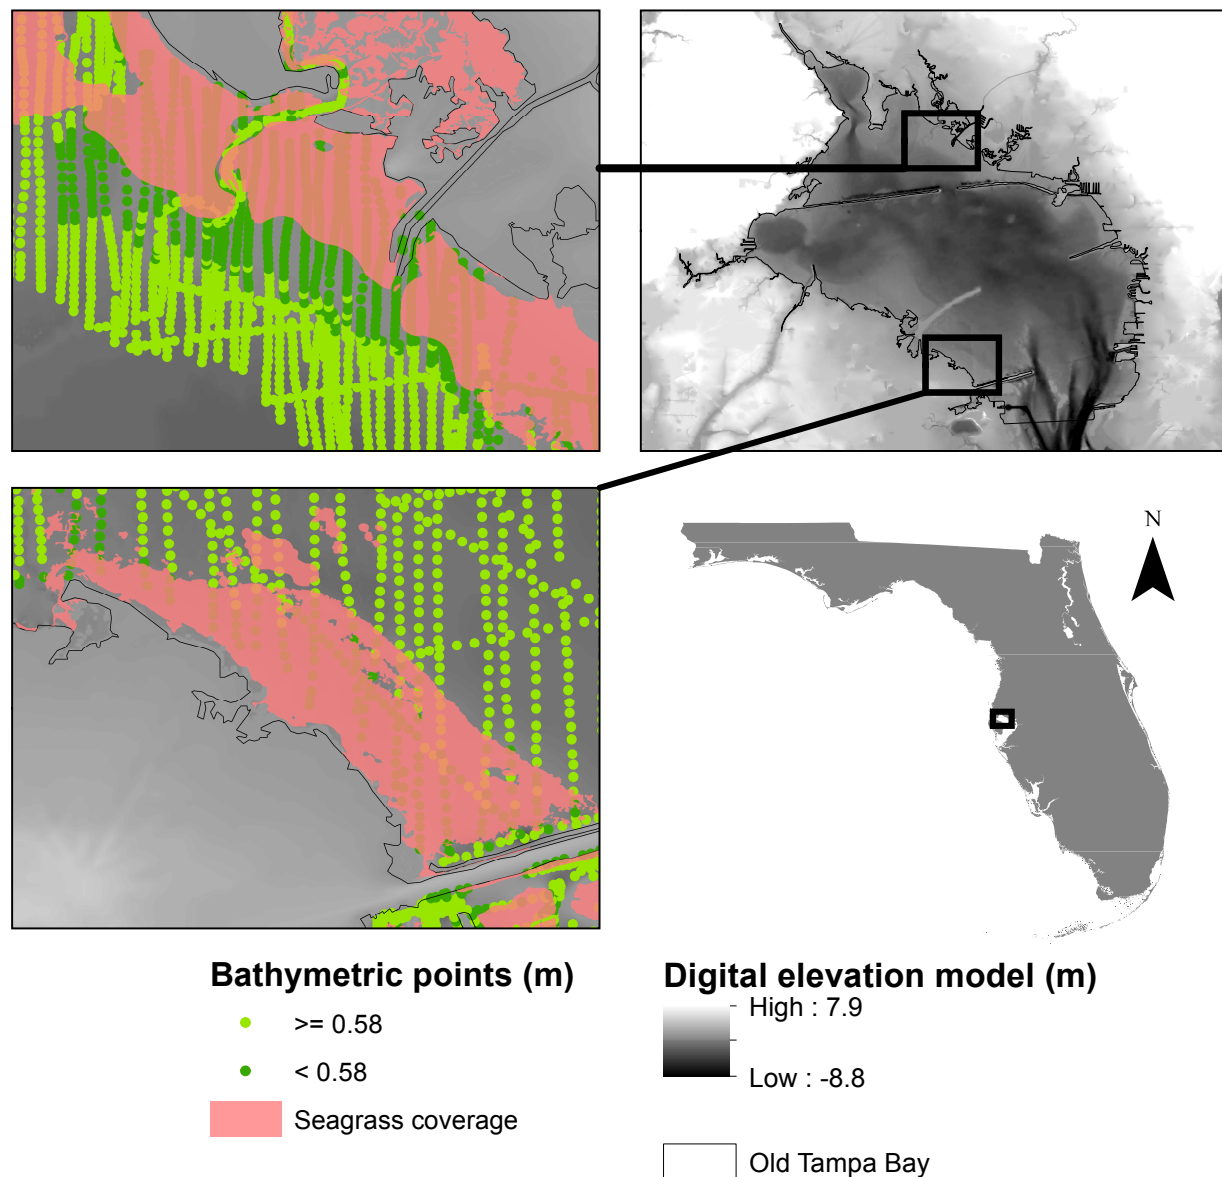 N
Bathymetric points (m)
>= 0.58
< 0.58
Seagrass coverage
Digital elevation model (m)
High : 7.9
Low : -8.8
Old Tampa Bay